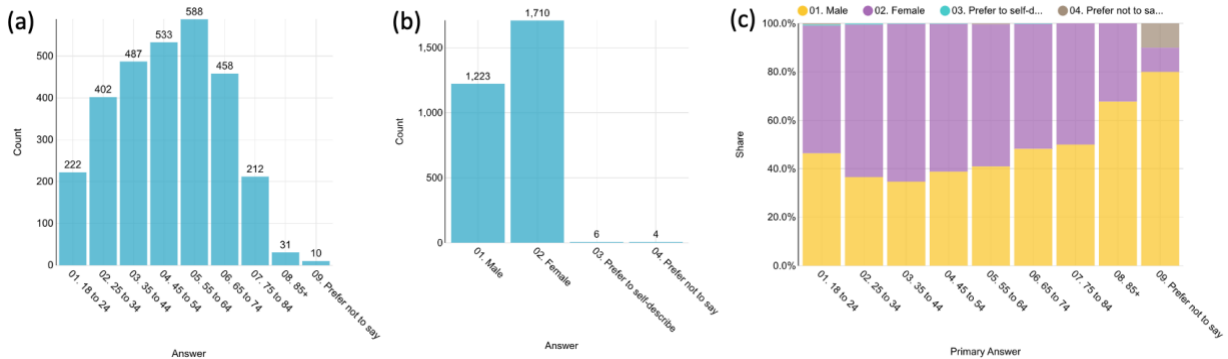 (a)
588
533
487
458
402
222
212
31
10
500
400
300
200
100
0
Count
01. 18 to 24
02. 25 to 34
03. 35 to 44
04. 45 to 54
05. 55 to 64
06. 65 to 74
07. 75 to 84
08. 85+
09. Prefer not to say
Answer
(b)
1,710
1,223
6
4
1,500
1,000
500
0
Count
01. Male
02. Female
03. Prefer to self-describe
04. Prefer not to say
Answer
(c)
01. Male
02. Female
03. Prefer to self-d...
04. Prefer not to sa...
100.0%
80.0%
60.0%
40.0%
20.0%
0.0%
Share
01. 18 to 24
02. 25 to 34
03. 35 to 44
04. 45 to 54
05. 55 to 64
06. 65 to 74
07. 75 to 84
08. 85+
09. Prefer not to say
Primary Answer